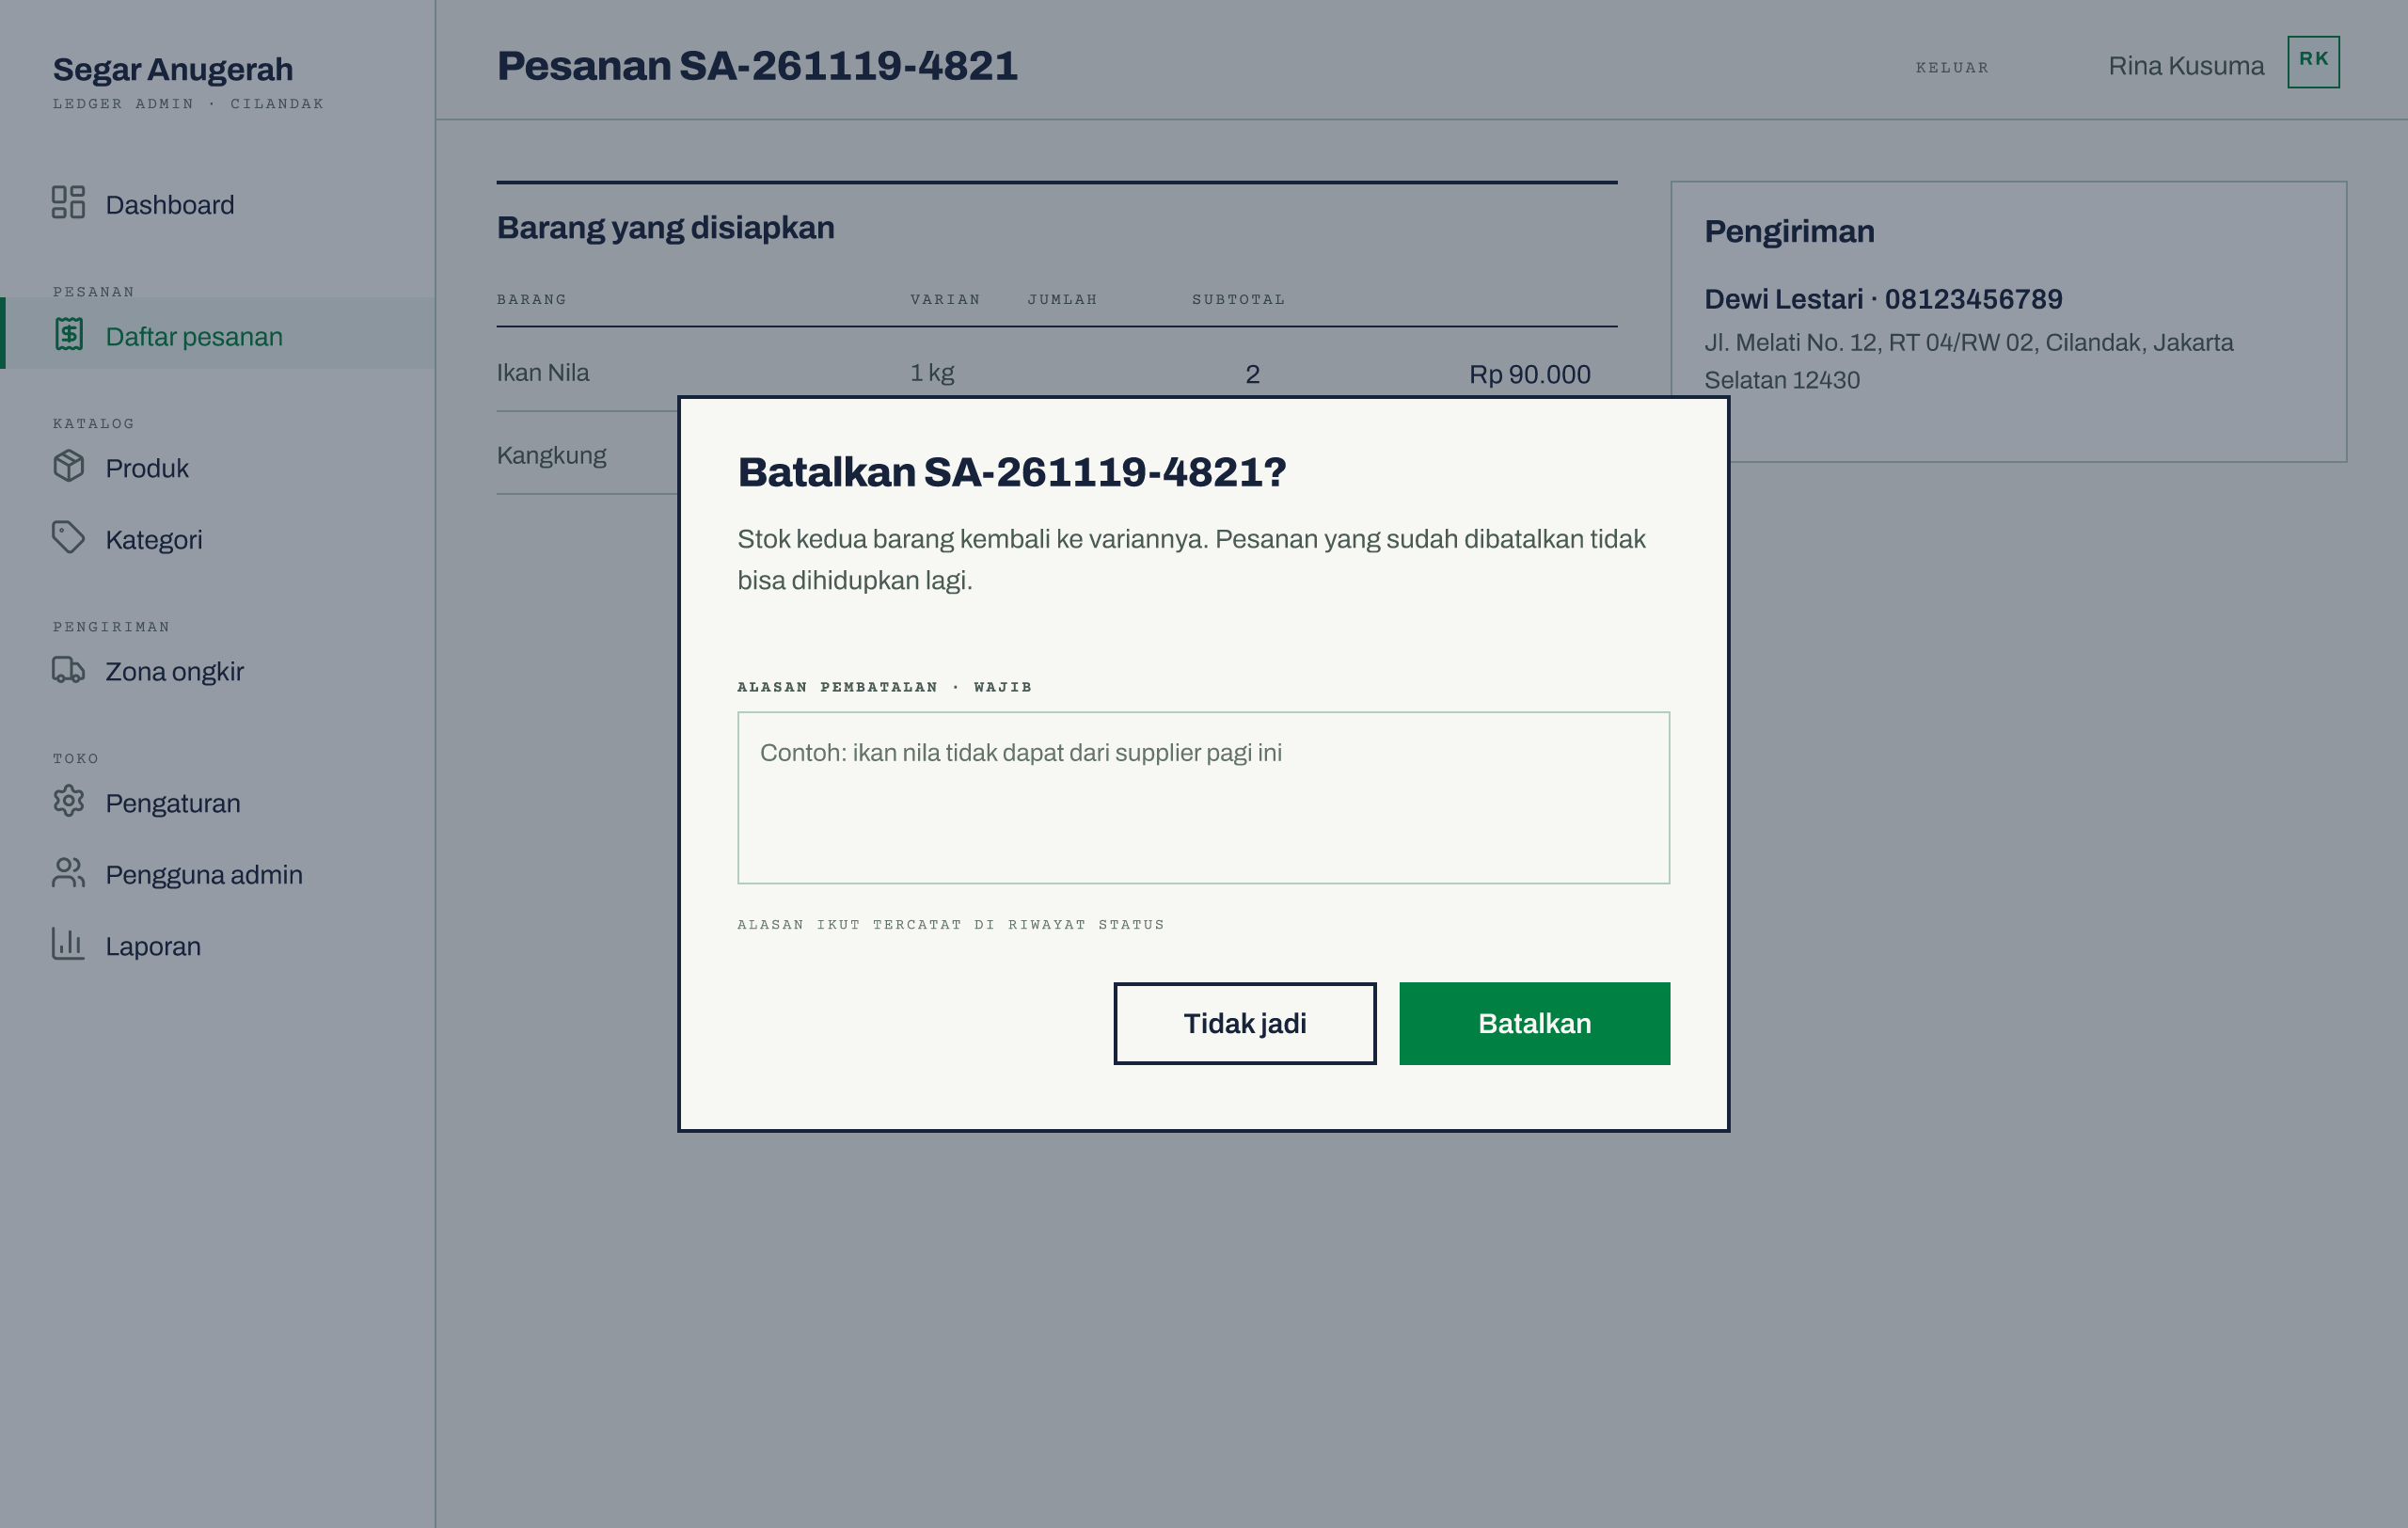 Segar Anugerah
LEDGER ADMIN · CILANDAK
Dashboard
PESANAN
Daftar pesanan
KATALOG
Produk
Kategori
PENGIRIMAN
Zona ongkir
TOKO
Pengaturan
Pengguna admin
Laporan
Pesanan SA-261119-4821
KELUAR
Rina Kusuma
RK
Barang yang disiapkan
BARANG VARIAN JUMLAH SUBTOTAL
Ikan Nila 1 kg 2 Rp 90.000
Kangkung
Pengiriman
Dewi Lestari · 08123456789
Jl. Melati No. 12, RT 04/RW 02, Cilandak, Jakarta
Selatan 12430
Batalkan SA-261119-4821?
Stok kedua barang kembali ke variannya. Pesanan yang sudah dibatalkan tidak
bisa dihidupkan lagi.
ALASAN PEMBATALAN · WAJIB
Contoh: ikan nila tidak dapat dari supplier pagi ini
ALASAN IKUT TERCATAT DI RIWAYAT STATUS
Tidak jadi
Batalkan